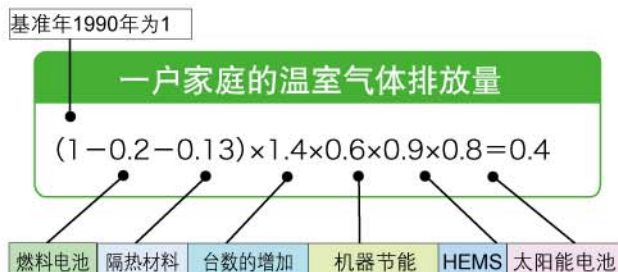 基准年1990年为1
一户家庭的温室气体排放量
(1-0.2-0.13)×1.4×0.6×0.9×0.8=0.4
燃料电池 隔热材料 台数的增加 机器节能 HEMS 太阳能电池